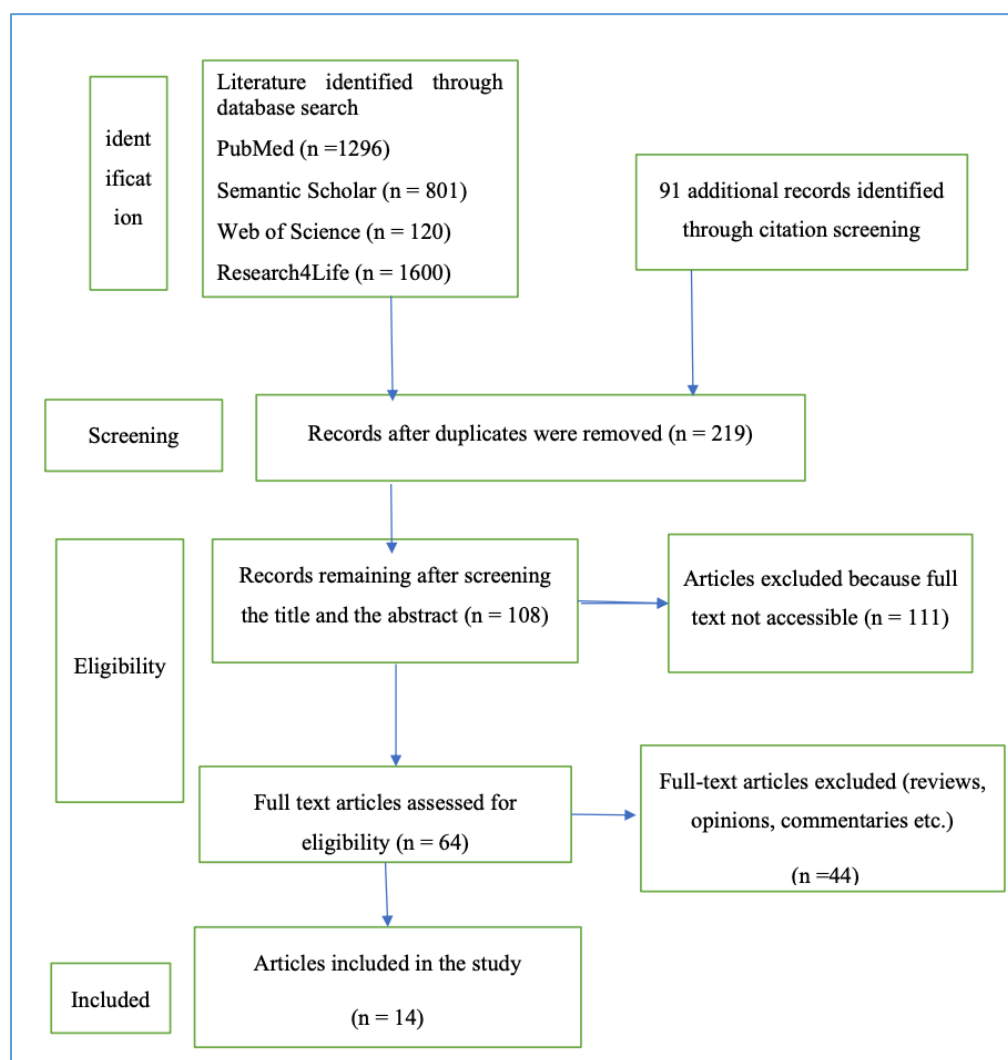 ident
ificat
ion
Literature identified through
database search
PubMed (n =1296)
Semantic Scholar (n = 801)
Web of Science (n = 120)
Research4Life (n = 1600)
91 additional records identified
through citation screening
Screening
Records after duplicates were removed (n = 219)
Eligibility
Records remaining after screening
the title and the abstract (n = 108)
Articles excluded because full
text not accessible (n = 111)
Full text articles assessed for
eligibility (n = 64)
Full-text articles excluded (reviews,
opinions, commentaries etc.)
(n =44)
Included
Articles included in the study
(n = 14)